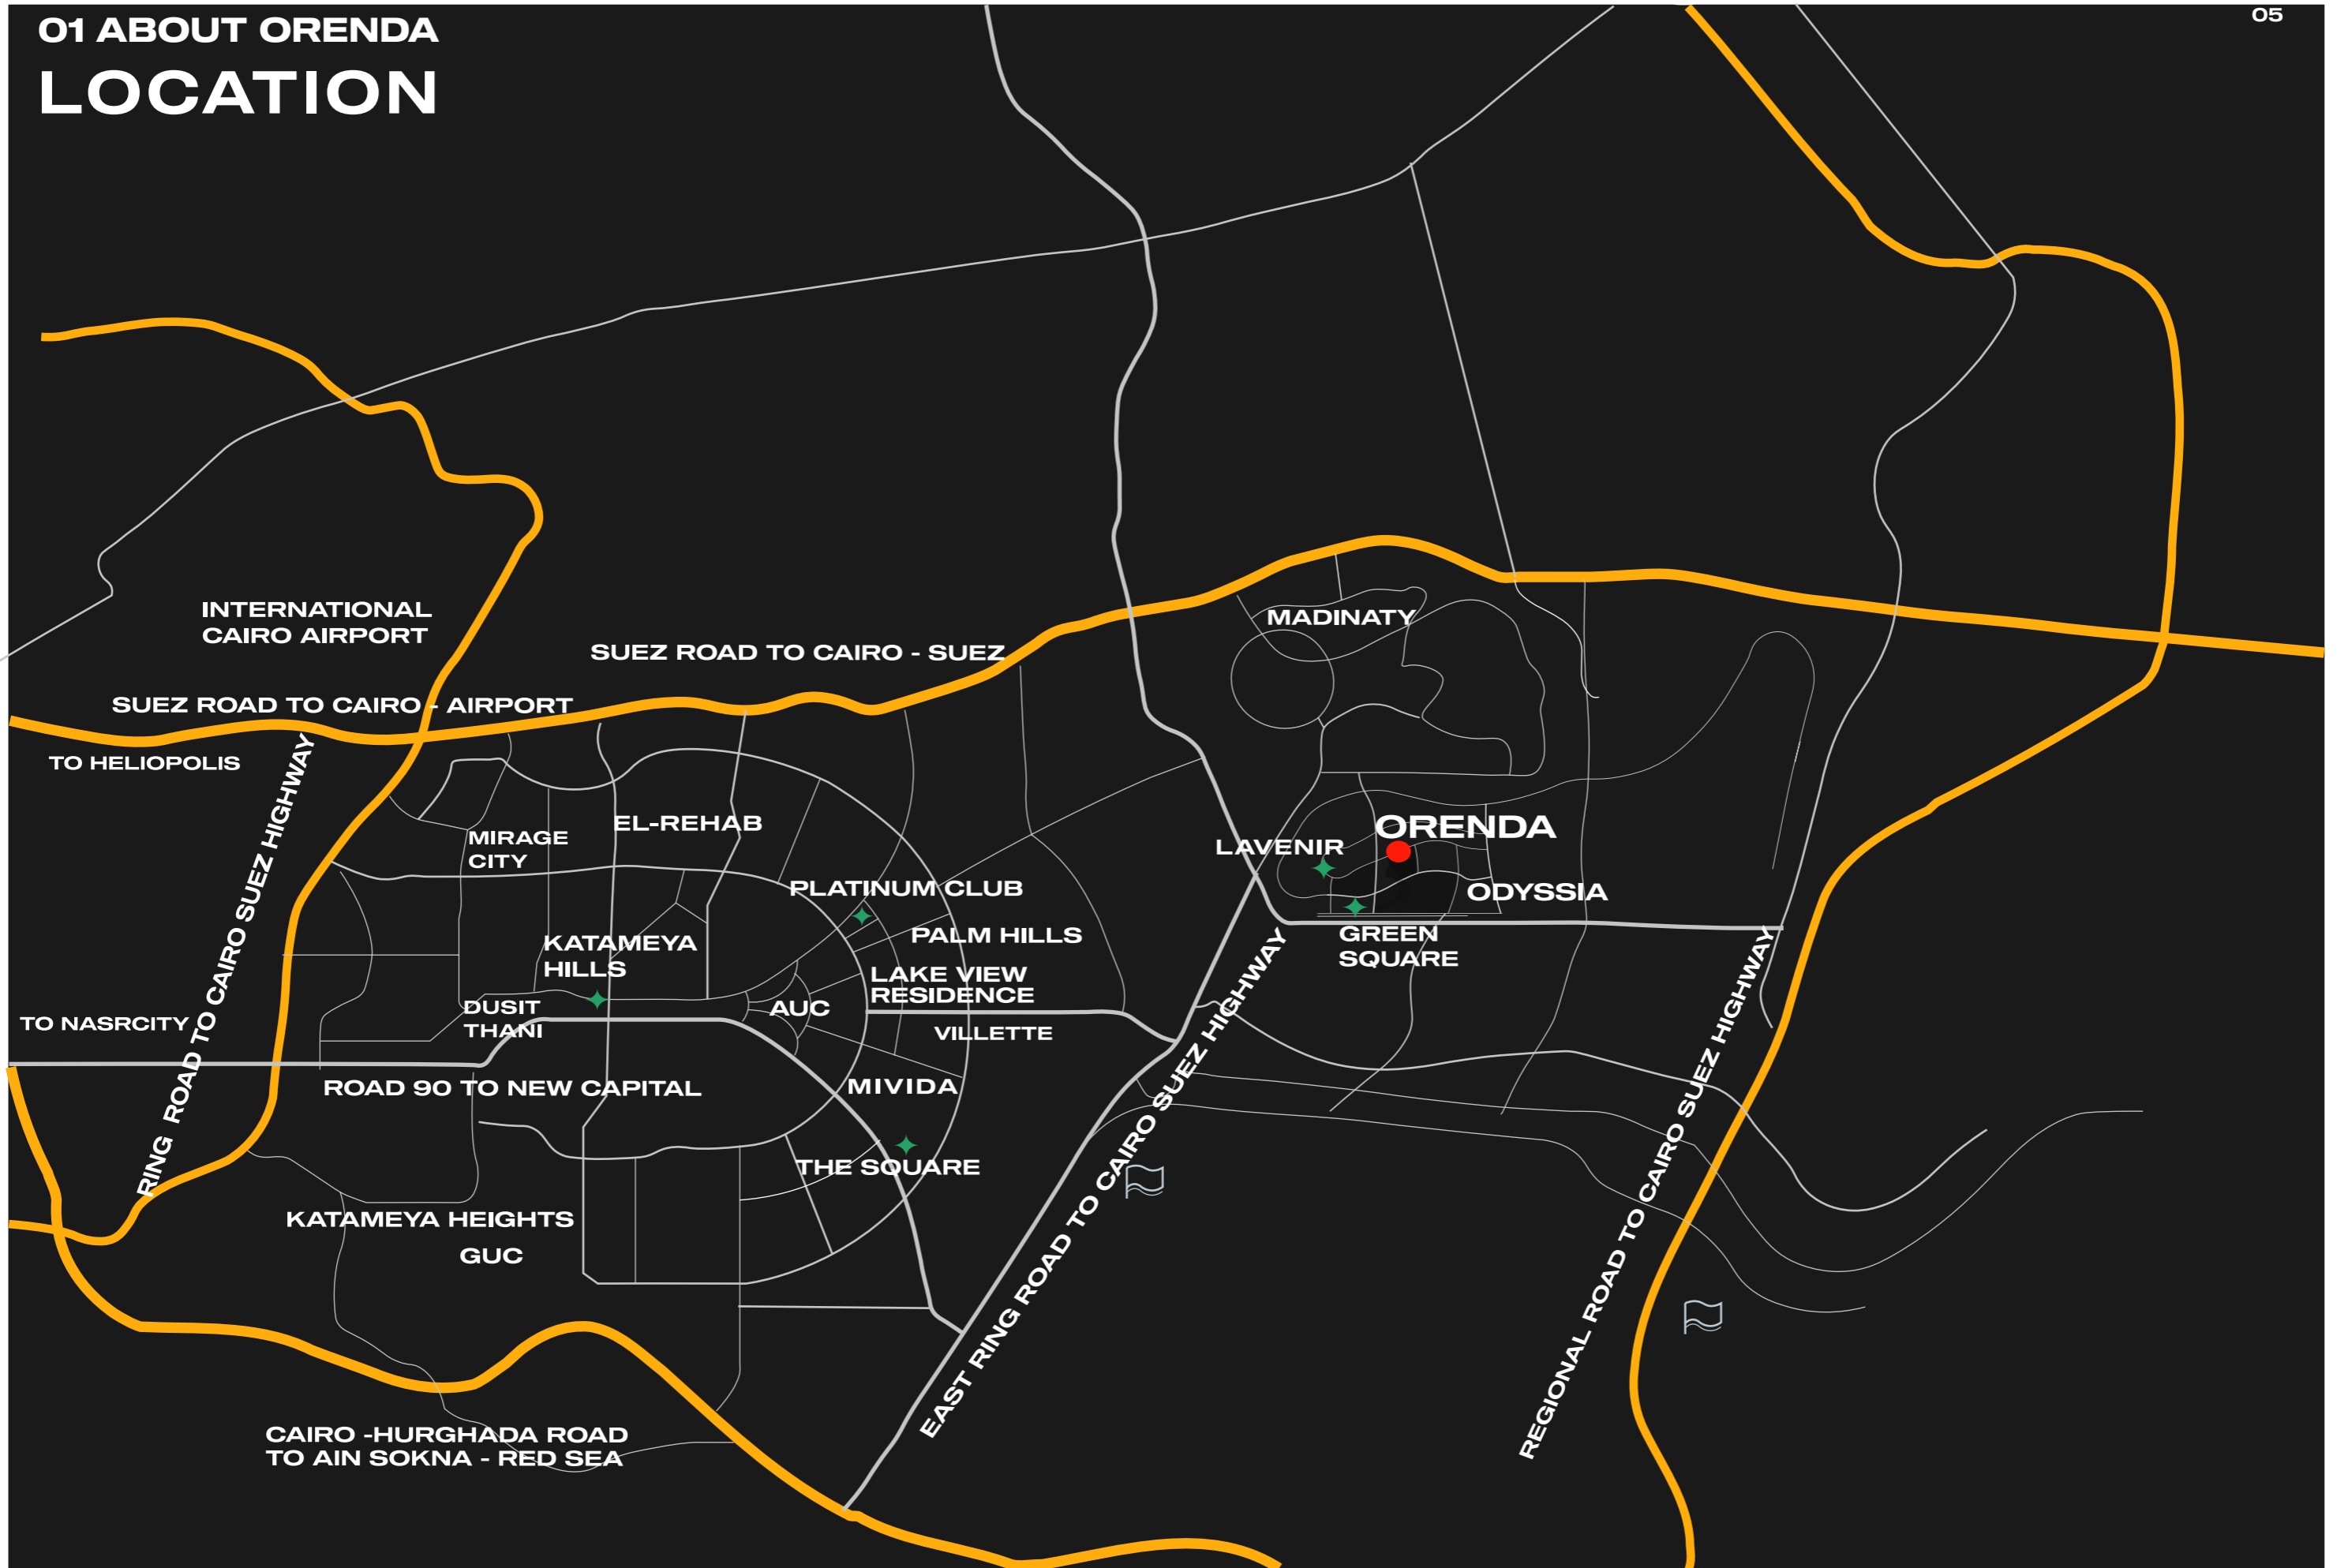 01 ABOUT ORENDA
05
LOCATION
INTERNATIONAL
CAIRO AIRPORT
MADINATY
SUEZ ROAD TO CAIRO - SUEZ
SUEZ ROAD TO CAIRO - AIRPORT
TO HELIOPOLIS
RING ROAD TO CAIRO SUEZ HIGHWAY
MIRAGE
CITY
EL-REHAB
ORENDA
LAVENIR
ODYSSIA
PLATINUM CLUB
PALM HILLS
GREEN
SQUARE
KATAMEYA
HILLS
LAKE VIEW
RESIDENCE
DUSIT
THANI
AUC
TO NASRCITY
VILLETTE
ROAD 90 TO NEW CAPITAL
MIVIDA
THE SQUARE
EAST RING ROAD TO CAIRO SUEZ HIGHWAY
REGIONAL ROAD TO CAIRO SUEZ HIGHWAY
KATAMEYA HEIGHTS
GUC
CAIRO -HURGHADA ROAD
TO AIN SOKNA - RED SEA